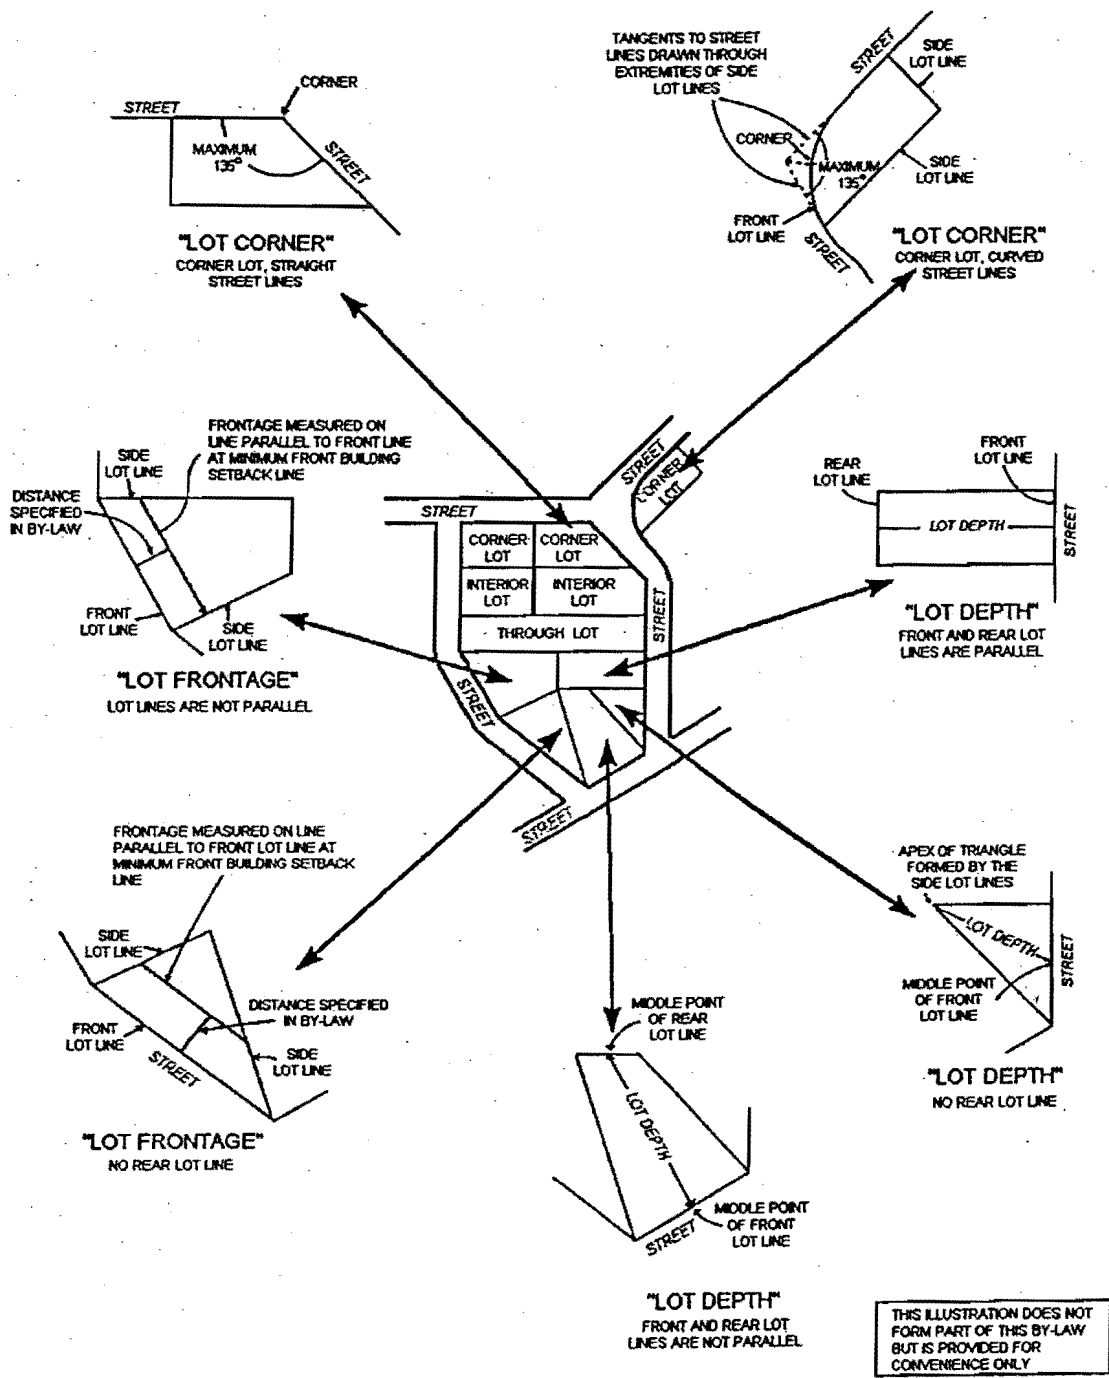 CORNER
STREET
MAXIMUM
135°
STREET
"LOT CORNER"
CORNER LOT, STRAIGHT
STREET LINES
TANGENTS TO STREET
LINES DRAWN THROUGH
EXTREMITIES OF SIDE
LOT LINES
STREET
SIDE
LOT LINE
CORNER
MAXIMUM
135°
SIDE
LOT LINE
FRONT
LOT LINE
STREET
"LOT CORNER"
CORNER LOT, CURVED
STREET LINES
FRONTAGE MEASURED ON
LINE PARALLEL TO FRONT LINE
AT MINIMUM FRONT BUILDING
SETBACK LINE
SIDE
LOT LINE
DISTANCE
SPECIFIED
IN BY-LAW
FRONT
LOT LINE
SIDE
LOT LINE
"LOT FRONTAGE"
LOT LINES ARE NOT PARALLEL
STREET
STREET
CORNER
LOT
CORNER
LOT
CORNER
LOT
INTERIOR
LOT
INTERIOR
LOT
THROUGH LOT
STREET
STREET
STREET
FRONT
LOT LINE
REAR
LOT LINE
LOT DEPTH
STREET
"LOT DEPTH"
FRONT AND REAR LOT
LINES ARE PARALLEL
FRONTAGE MEASURED ON LINE
PARALLEL TO FRONT LOT LINE AT
MINIMUM FRONT BUILDING SETBACK
LINE
SIDE
LOT LINE
DISTANCE SPECIFIED
IN BY-LAW
FRONT
LOT LINE
STREET
SIDE
LOT LINE
"LOT FRONTAGE"
NO REAR LOT LINE
MIDDLE POINT
OF REAR
LOT LINE
LOT DEPTH
MIDDLE POINT
OF FRONT
LOT LINE
STREET
"LOT DEPTH"
FRONT AND REAR LOT
LINES ARE NOT PARALLEL
APEX OF TRIANGLE
FORMED BY THE
SIDE LOT LINES
LOT DEPTH
STREET
MIDDLE POINT
OF FRONT
LOT LINE
"LOT DEPTH"
NO REAR LOT LINE
THIS ILLUSTRATION DOES NOT
FORM PART OF THIS BY-LAW
BUT IS PROVIDED FOR
CONVENIENCE ONLY